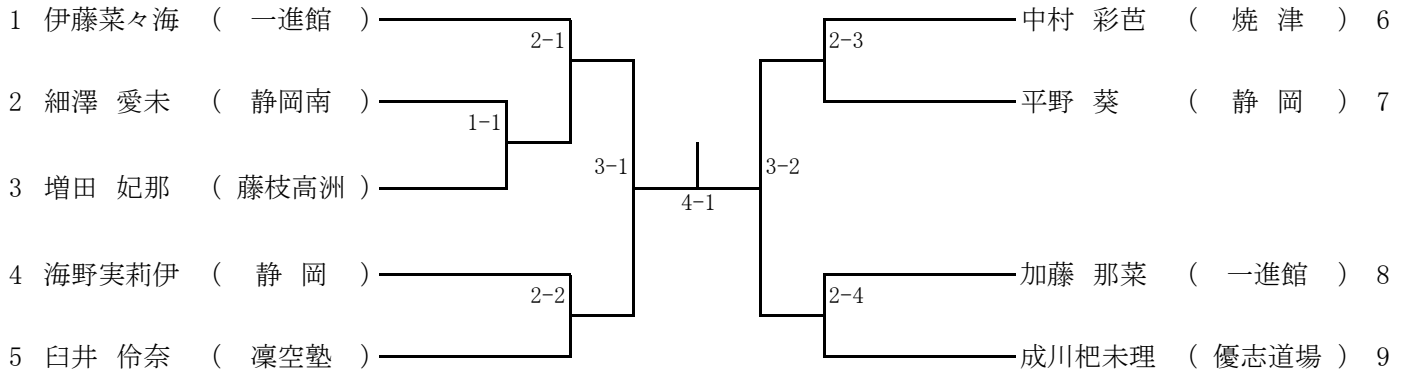 1 伊藤菜々海 ( 一進館 )
2 細澤 愛未 ( 静岡南 )
3 増田 妃那 ( 藤枝高洲 )
4 海野実莉伊 ( 静 岡 )
5 臼井 伶奈 ( 凜空塾 )
2-1
1-1
2-2
3-1
4-1
3-2
2-3
2-4
中村 彩芭 ( 焼 津 ) 6
平野 葵 ( 静 岡 ) 7
加藤 那菜 ( 一進館 ) 8
成川杷未理 ( 優志道場 ) 9